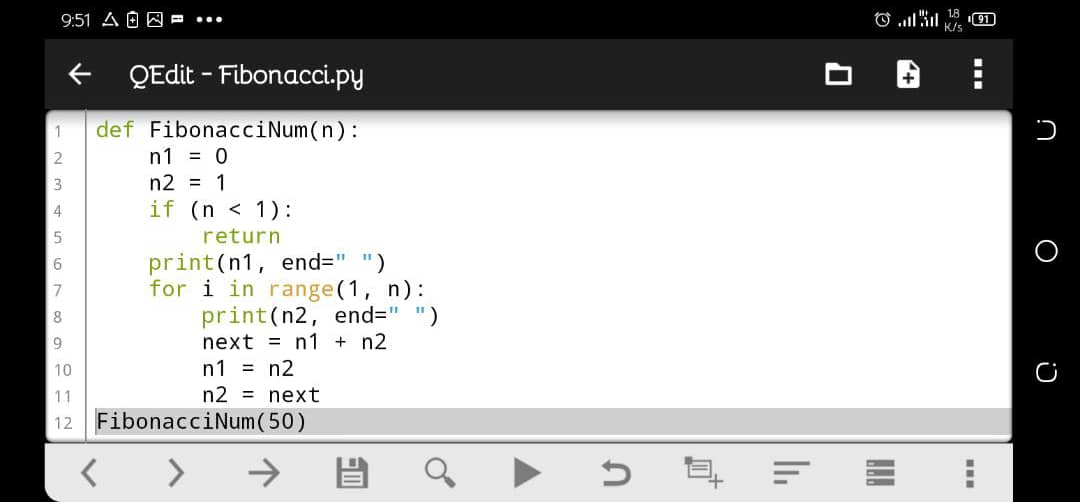 9:51 1.8 K/s 91
QEdit - Fibonacci.py
1 def FibonacciNum(n):
2     n1 = 0
3     n2 = 1
4     if (n < 1):
5         return
6     print(n1, end=" ")
7     for i in range(1, n):
8         print(n2, end=" ")
9         next = n1 + n2
10         n1 = n2
11         n2 = next
12 FibonacciNum(50)